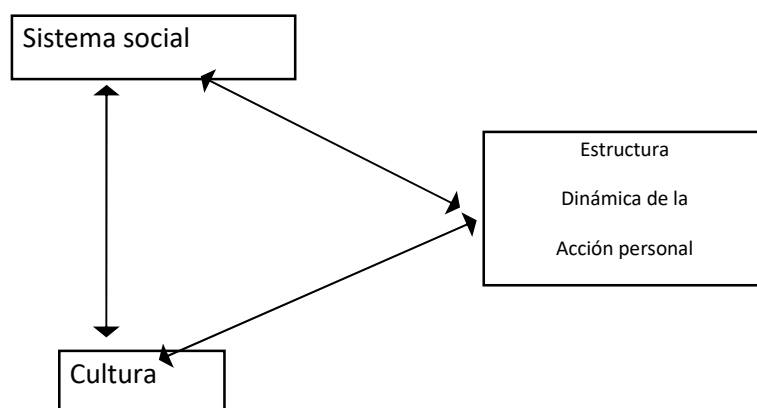 Sistema social
Estructura
Dinámica de la
Acción personal
Cultura